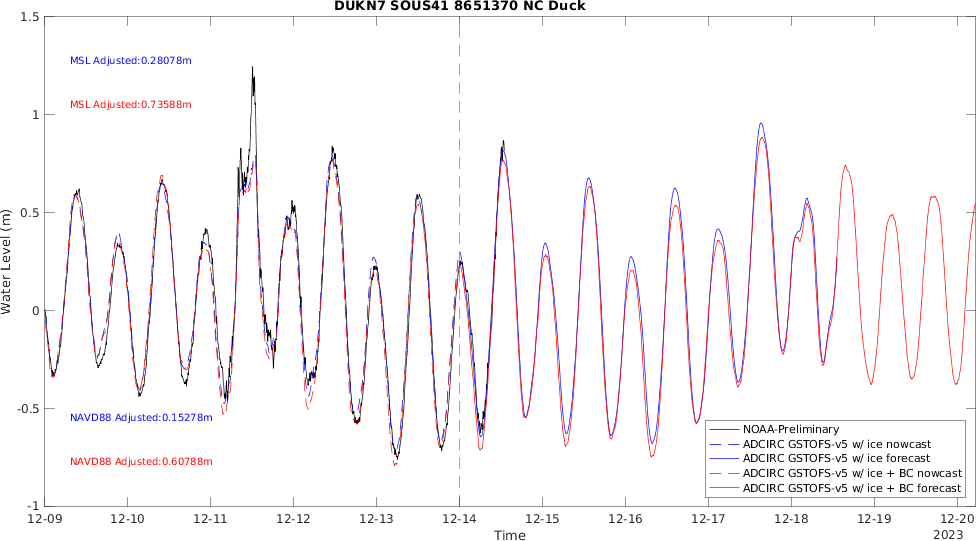 DUKN7 SOUS41 8651370 NC Duck
1.5
1
0.5
0
-0.5
-1
Water Level (m)
MSL Adjusted:0.28078m
MSL Adjusted:0.73588m
NAVD88 Adjusted:0.15278m
NAVD88 Adjusted:0.60788m
NOAA-Preliminary
ADCIRC GSTOFS-v5 w/ ice nowcast
ADCIRC GSTOFS-v5 w/ ice forecast
ADCIRC GSTOFS-v5 w/ ice + BC nowcast
ADCIRC GSTOFS-v5 w/ ice + BC forecast
12-09 12-10 12-11 12-12 12-13 12-14 12-15 12-16 12-17 12-18 12-19 12-20
Time
2023